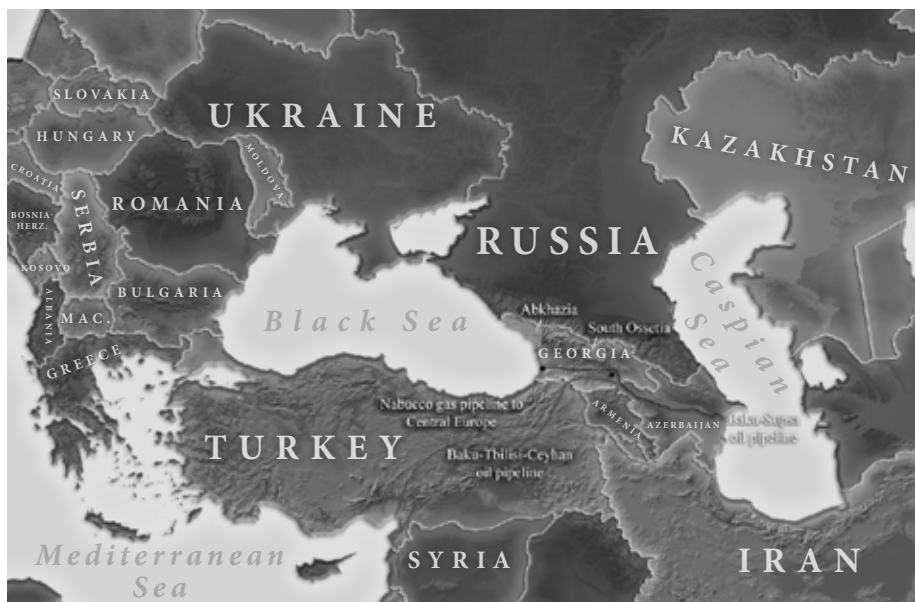 SLOVAKIA
UKRAINE
HUNGARY
KAZAKHSTAN
MOLDOVA
CROATIA
ROMANIA
SERBIA
BOSNIA-
HERZ.
RUSSIA
KOSOVO
Caspian
Sea
BULGARIA
ALBANIA
MAC.
Black Sea
Abkhazia
South Ossetia
GEORGIA
GREECE
Nabucco gas pipeline to
Central Europe
ARMENIA
AZERBAIJAN
Baku-Supsa
oil pipeline
TURKEY
Baku-Tbilisi-Ceyhan
oil pipeline
Mediterranean
Sea
SYRIA
IRAN